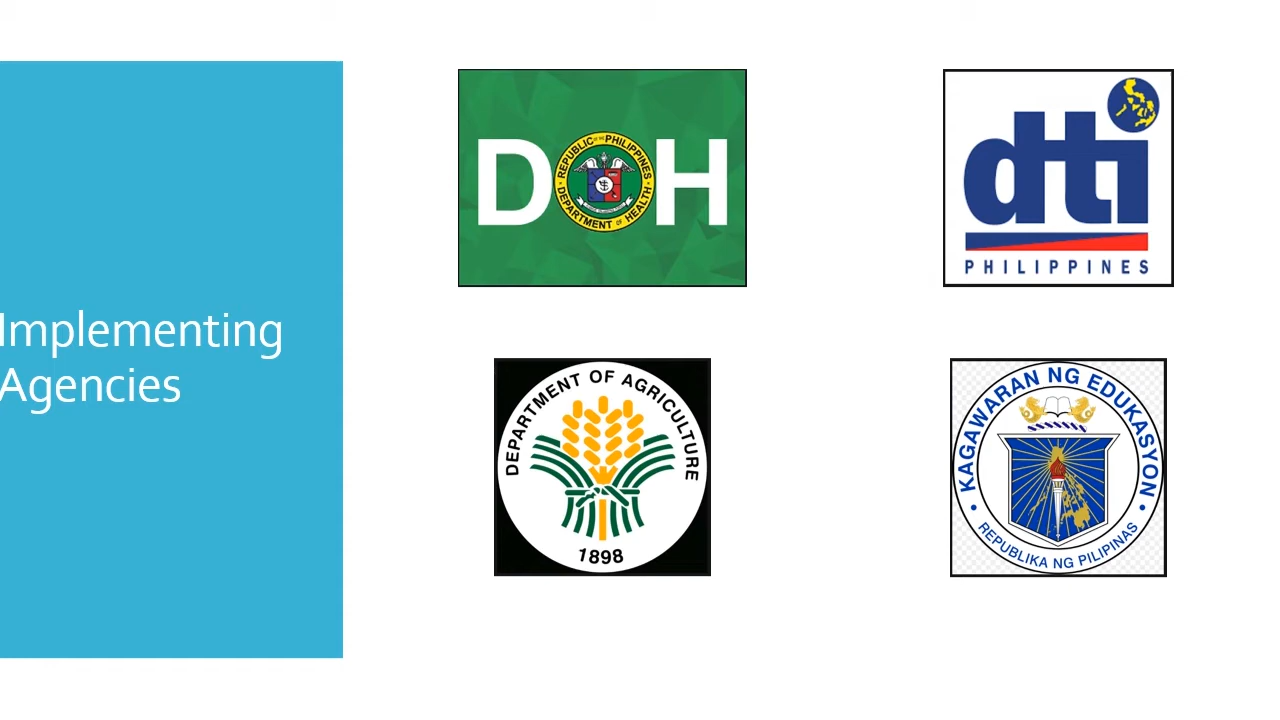 Implementing
Agencies
D H
REPUBLIC OF THE PHILIPPINES
DEPARTMENT OF HEALTH
dti
PHILIPPINES
DEPARTMENT OF AGRICULTURE
1898
KAGAWARAN NG EDUKASYON
REPUBLIKA NG PILIPINAS